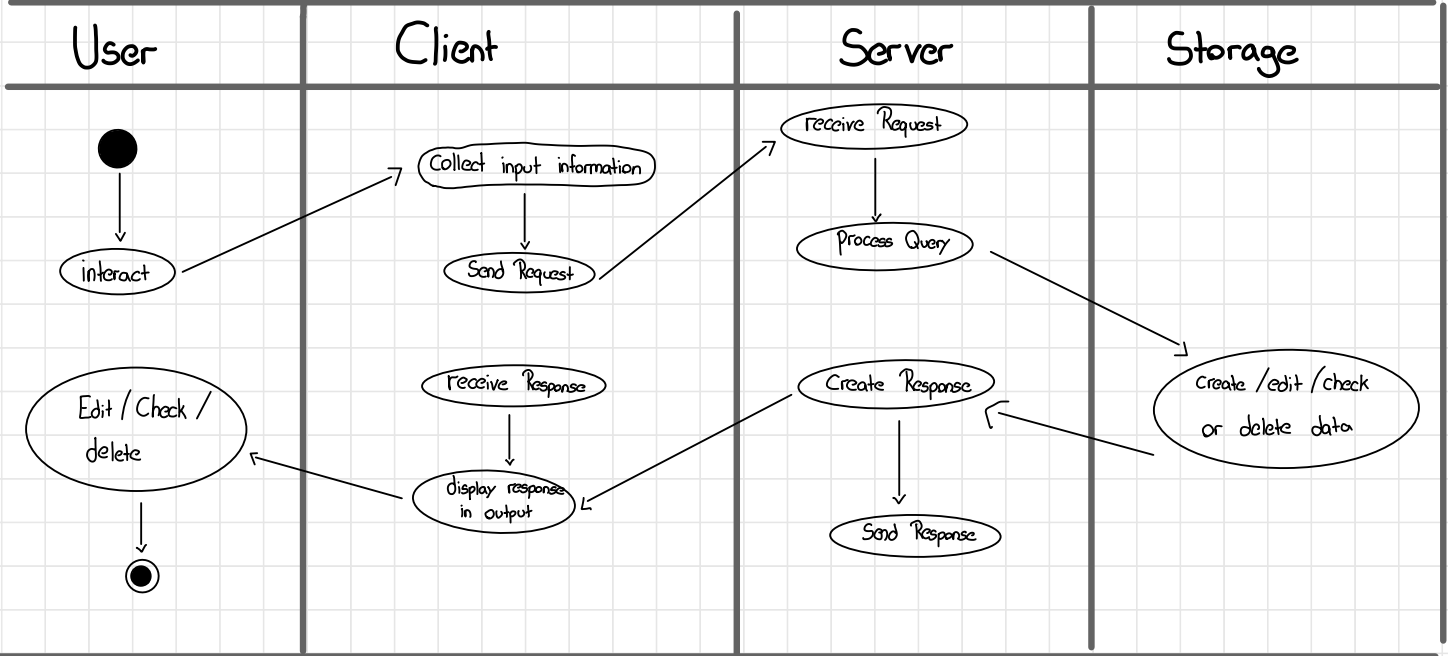 User
Client
Server
Storage
interact
Collect input information
Send Request
receive Request
Process Query
Create /edit /check
or delete data
Create Response
Send Response
receive Response
display response
in output
Edit / Check /
delete